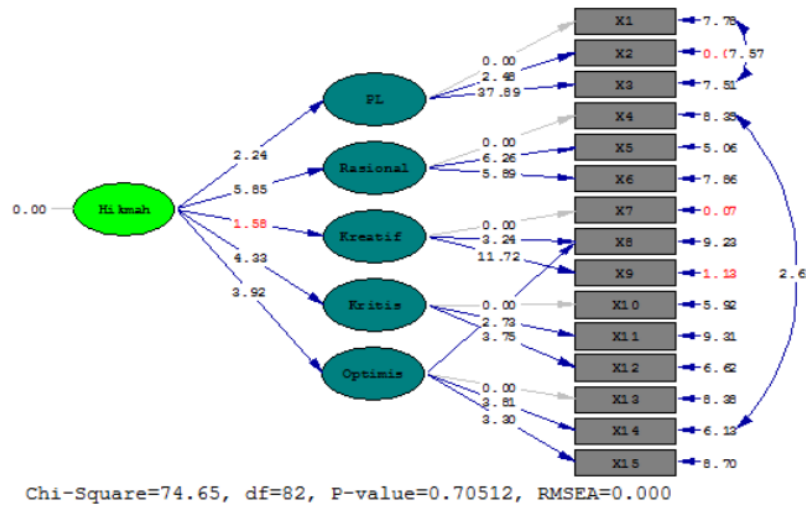 X1 7.78
0.00
X2 7.57
2.48
PL 37.89 X3 7.51
X4 8.35
0.00
2.24 X5 5.06
6.26
Rasional 5.89 X6 7.86
5.85
X7 0.07
0.00 Hikmah 1.58
Kreatif 0.00
3.24 X8 9.23
11.72
4.33 X9 1.13
3.92 Kritis 0.00 X10 5.92
2.73
3.75 X11 9.31
Optimis X12 6.62
0.00 X13 8.38
3.81
3.30 X14 6.13
X15 8.70
Chi-Square=74.65, df=82, P-value=0.70512, RMSEA=0.000